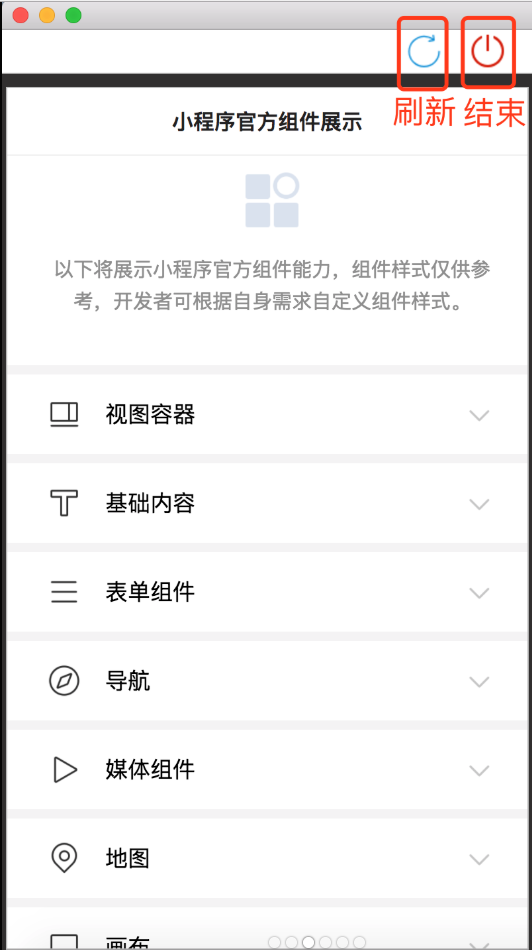 刷新 结束
小程序官方组件展示
以下将展示小程序官方组件能力，组件样式仅供参
考，开发者可根据自身需求自定义组件样式。
视图容器
基础内容
表单组件
导航
媒体组件
地图
画布